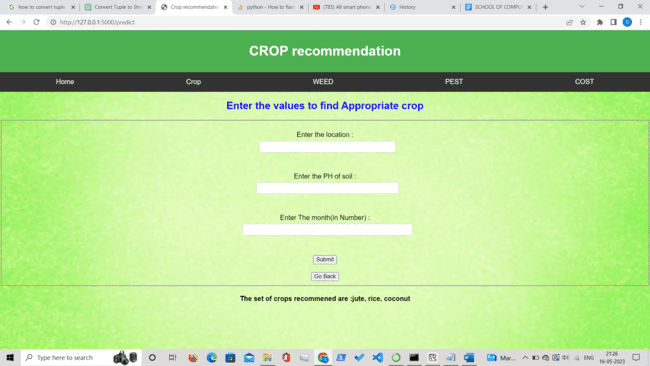 how to convert tuple
Convert Tuple to Stri
Crop recommendation
python - How to flash
(785) All smart phone
History
SCHOOL OF COMPU
http://127.0.0.1:5000/predict
CROP recommendation
Home
Crop
WEED
PEST
COST
Enter the values to find Appropriate crop
Enter the location :
Enter the PH of soil :
Enter The month(in Number) :
Submit
Go Back
The set of crops recommened are :jute, rice, coconut
Type here to search
Mar...
ENG
21:26
16-05-2023